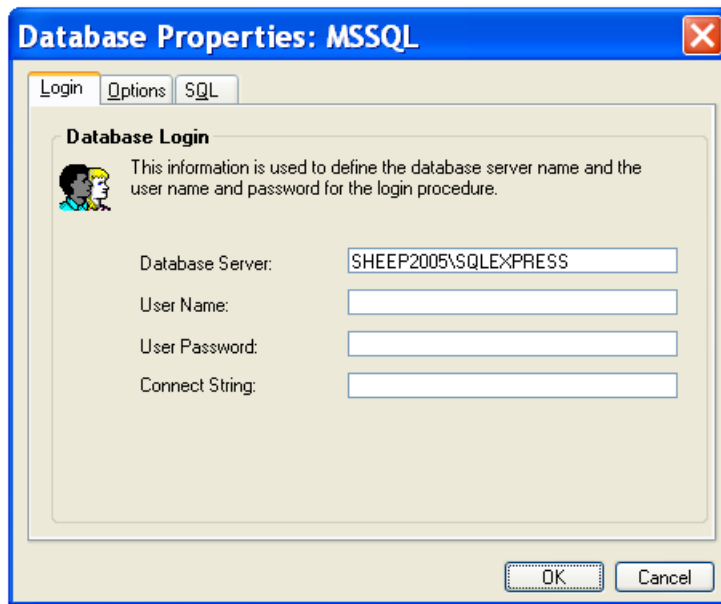 Database Properties: MSSQL
Login Options SQL
Database Login
This information is used to define the database server name and the
user name and password for the login procedure.
Database Server: SHEEP2005\SQLEXPRESS
User Name:
User Password:
Connect String:
OK Cancel